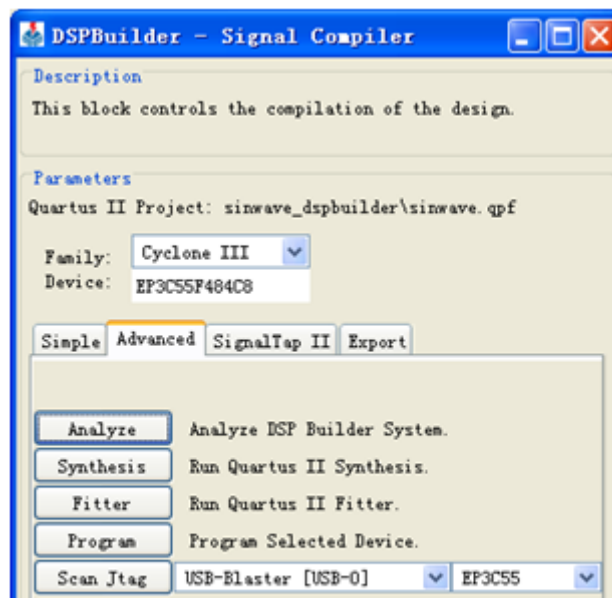 DSPBuilder - Signal Compiler
Description
This block controls the compilation of the design.
Parameters
Quartus II Project: sinwave_dspbuilder\sinwave.qpf
Family: Cyclone III
Device: EP3C55F484C8
Simple Advanced SignalTap II Export
Analyze Analyze DSP Builder System.
Synthesis Run Quartus II Synthesis.
Fitter Run Quartus II Fitter.
Program Program Selected Device.
Scan Jtag USB-Blaster [USB-0] EP3C55